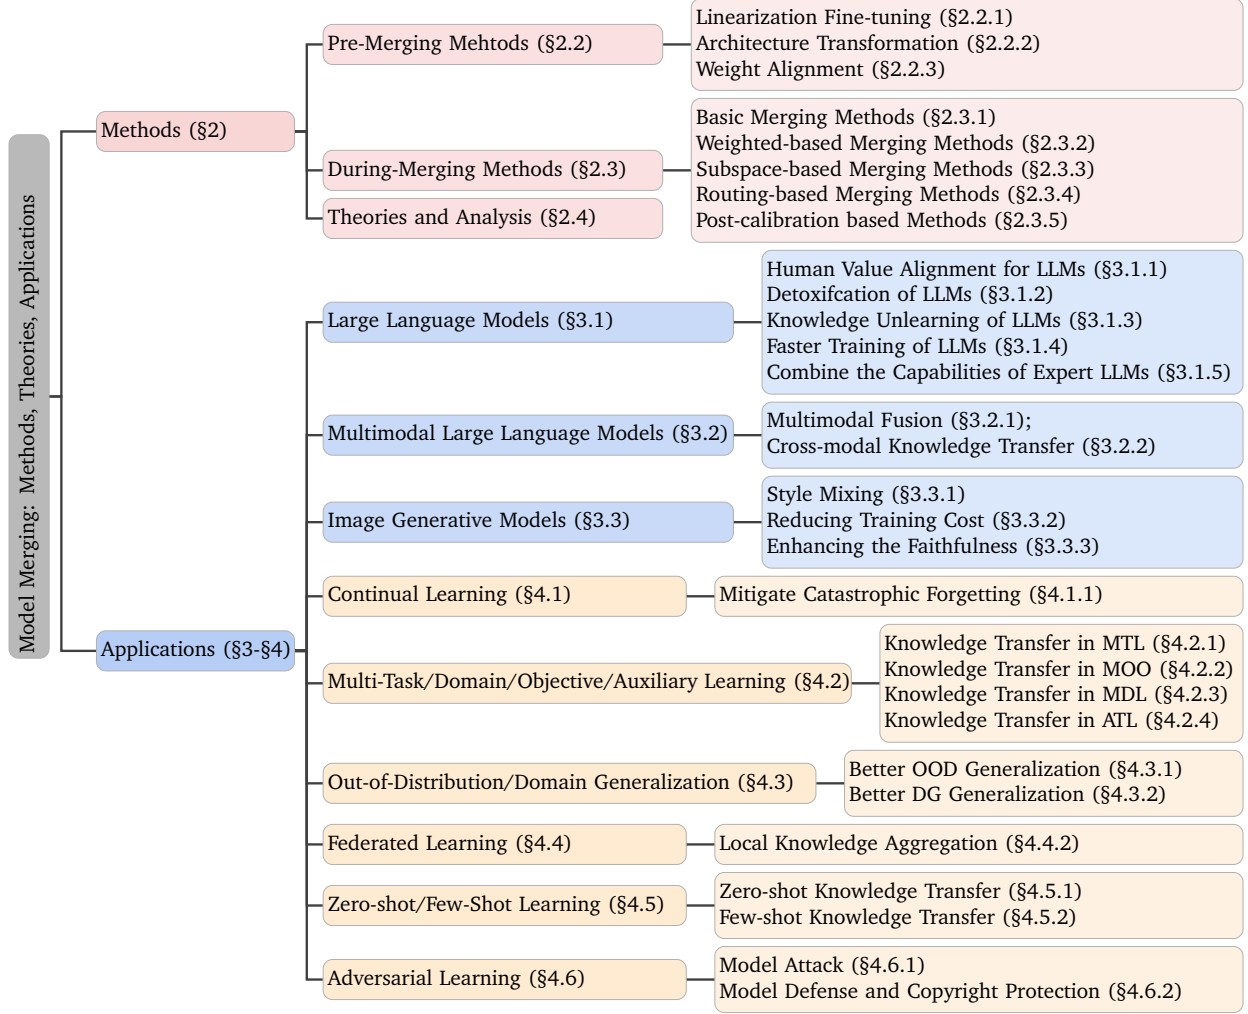 Model Merging: Methods, Theories, Applications
Methods (§2)
Pre-Merging Mehtods (§2.2)
Linearization Fine-tuning (§2.2.1)
Architecture Transformation (§2.2.2)
Weight Alignment (§2.2.3)
During-Merging Methods (§2.3)
Basic Merging Methods (§2.3.1)
Weighted-based Merging Methods (§2.3.2)
Subspace-based Merging Methods (§2.3.3)
Routing-based Merging Methods (§2.3.4)
Post-calibration based Methods (§2.3.5)
Theories and Analysis (§2.4)
Applications (§3-§4)
Large Language Models (§3.1)
Human Value Alignment for LLMs (§3.1.1)
Detoxifcation of LLMs (§3.1.2)
Knowledge Unlearning of LLMs (§3.1.3)
Faster Training of LLMs (§3.1.4)
Combine the Capabilities of Expert LLMs (§3.1.5)
Multimodal Large Language Models (§3.2)
Multimodal Fusion (§3.2.1);
Cross-modal Knowledge Transfer (§3.2.2)
Image Generative Models (§3.3)
Style Mixing (§3.3.1)
Reducing Training Cost (§3.3.2)
Enhancing the Faithfulness (§3.3.3)
Continual Learning (§4.1)
Mitigate Catastrophic Forgetting (§4.1.1)
Multi-Task/Domain/Objective/Auxiliary Learning (§4.2)
Knowledge Transfer in MTL (§4.2.1)
Knowledge Transfer in MOO (§4.2.2)
Knowledge Transfer in MDL (§4.2.3)
Knowledge Transfer in ATL (§4.2.4)
Out-of-Distribution/Domain Generalization (§4.3)
Better OOD Generalization (§4.3.1)
Better DG Generalization (§4.3.2)
Federated Learning (§4.4)
Local Knowledge Aggregation (§4.4.2)
Zero-shot/Few-Shot Learning (§4.5)
Zero-shot Knowledge Transfer (§4.5.1)
Few-shot Knowledge Transfer (§4.5.2)
Adversarial Learning (§4.6)
Model Attack (§4.6.1)
Model Defense and Copyright Protection (§4.6.2)